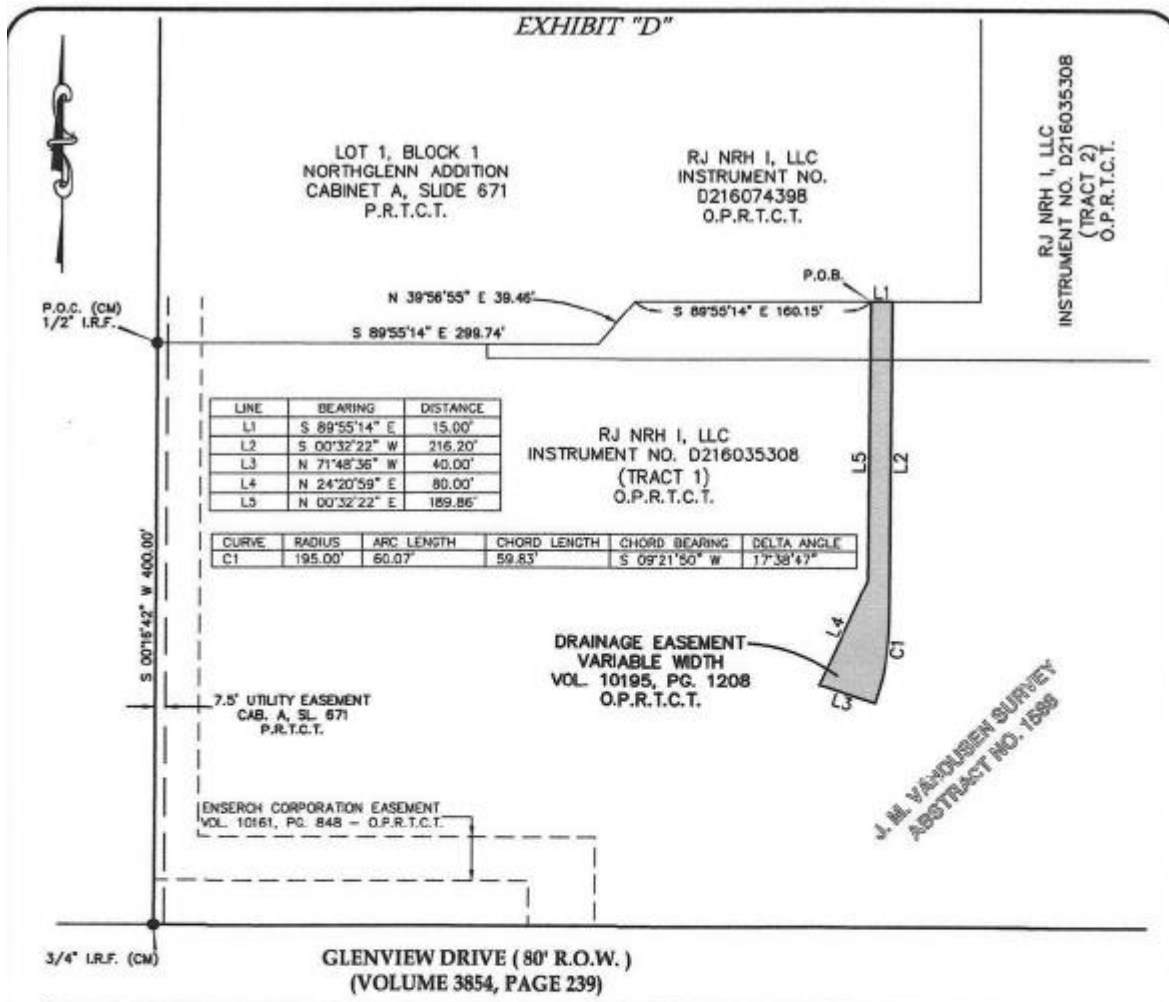 EXHIBIT "D"
LOT 1, BLOCK 1
NORTHGLENN ADDITION
CABINET A, SLIDE 671
P.R.T.C.T.
RJ NRH I, LLC
INSTRUMENT NO.
D216074398
O.P.R.T.C.T.
RJ NRH I, LLC
INSTRUMENT NO. D216035308
(TRACT 2)
O.P.R.T.C.T.
P.O.B.
L1
N 39°56'55" E 39.46'
S 89°55'14" E 160.15'
P.O.C. (CM)
1/2" I.R.F.
S 89°55'14" E 299.74'
LINE BEARING DISTANCE
L1 S 89°55'14" E 15.00'
L2 S 00°32'22" W 216.20'
L3 N 71°48'36" W 40.00'
L4 N 24°20'59" E 80.00'
L5 N 00°32'22" E 189.86'
RJ NRH I, LLC
INSTRUMENT NO. D216035308
(TRACT 1)
O.P.R.T.C.T.
L5
L2
CURVE RADIUS ARC LENGTH CHORD LENGTH CHORD BEARING DELTA ANGLE
C1 195.00' 60.07' 59.83' S 09°21'50" W 17°38'47"
S 00°16'42" W 400.00'
L4
C1
L3
DRAINAGE EASEMENT
VARIABLE WIDTH
VOL. 10195, PG. 1208
O.P.R.T.C.T.
7.5' UTILITY EASEMENT
CAB. A, SL. 671
P.R.T.C.T.
J. M. VANDUSEN SURVEY
ABSTRACT NO. 1588
ENSERCH CORPORATION EASEMENT
VOL. 10161, PG. 848 - O.P.R.T.C.T.
3/4" I.R.F. (CM)
GLENVIEW DRIVE ( 80' R.O.W. )
(VOLUME 3854, PAGE 239)